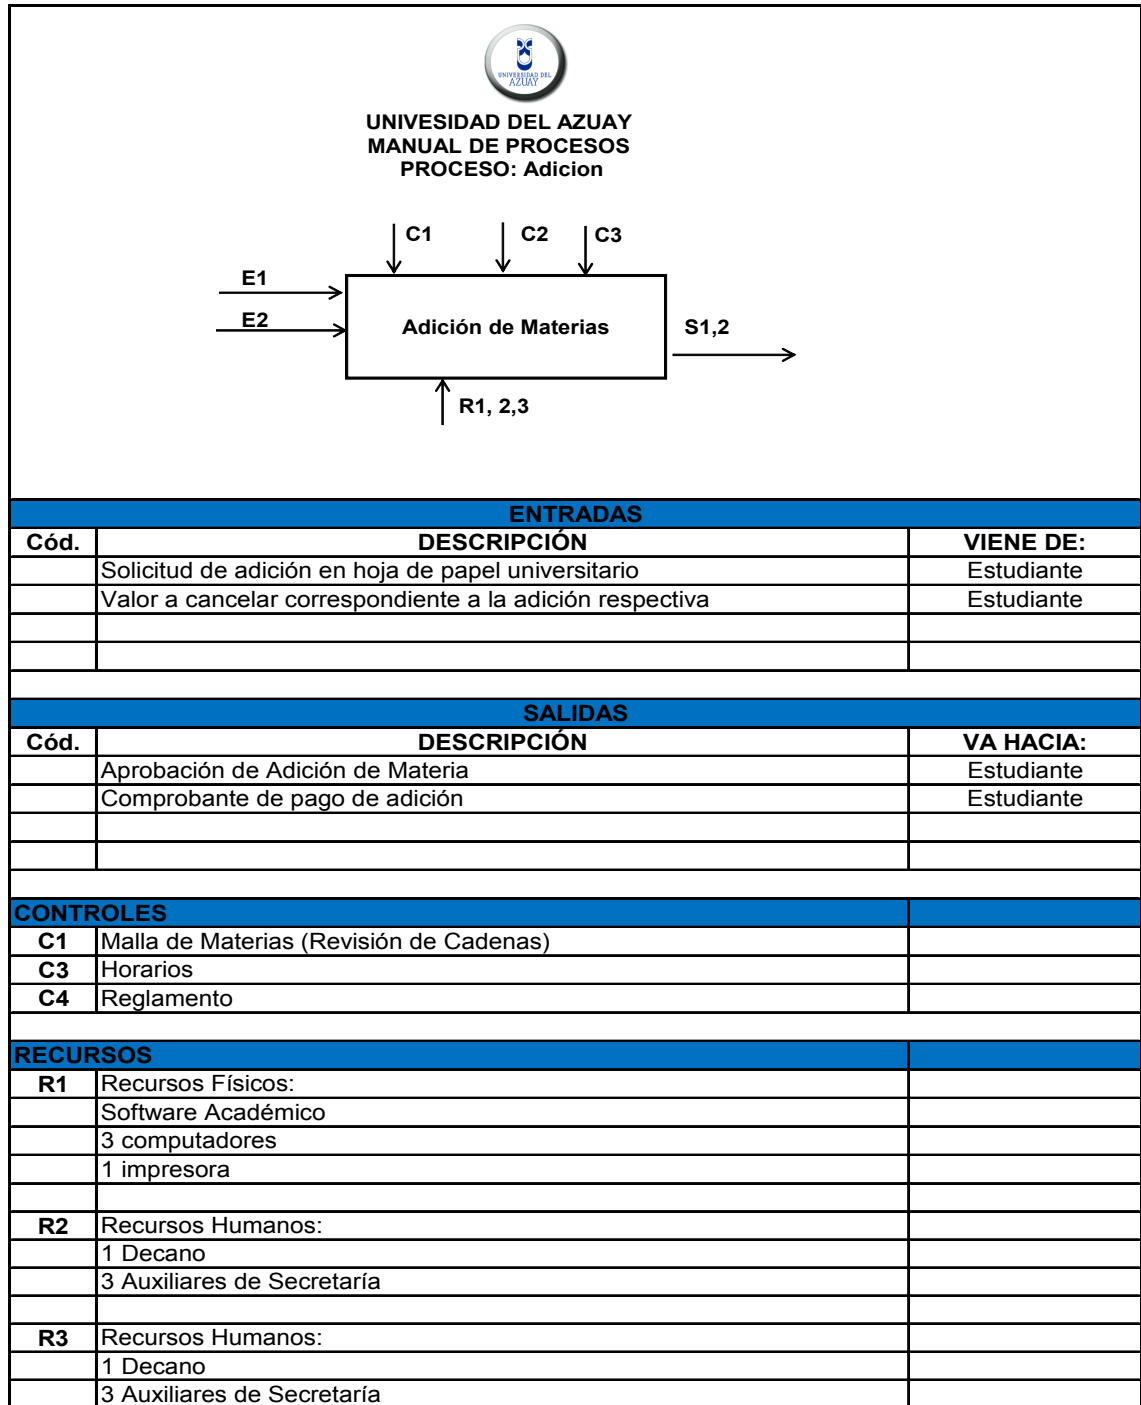 UNIVERSIDAD DEL
AZUAY
UNIVESIDAD DEL AZUAY
MANUAL DE PROCESOS
PROCESO: Adicion
C1 C2 C3
E1
E2 Adición de Materias S1,2
R1, 2,3
ENTRADAS
Cód. DESCRIPCIÓN VIENE DE:
Solicitud de adición en hoja de papel universitario Estudiante
Valor a cancelar correspondiente a la adición respectiva Estudiante
SALIDAS
Cód. DESCRIPCIÓN VA HACIA:
Aprobación de Adición de Materia Estudiante
Comprobante de pago de adición Estudiante
CONTROLES
C1 Malla de Materias (Revisión de Cadenas)
C3 Horarios
C4 Reglamento
RECURSOS
R1 Recursos Físicos:
Software Académico
3 computadores
1 impresora
R2 Recursos Humanos:
1 Decano
3 Auxiliares de Secretaría
R3 Recursos Humanos:
1 Decano
3 Auxiliares de Secretaría